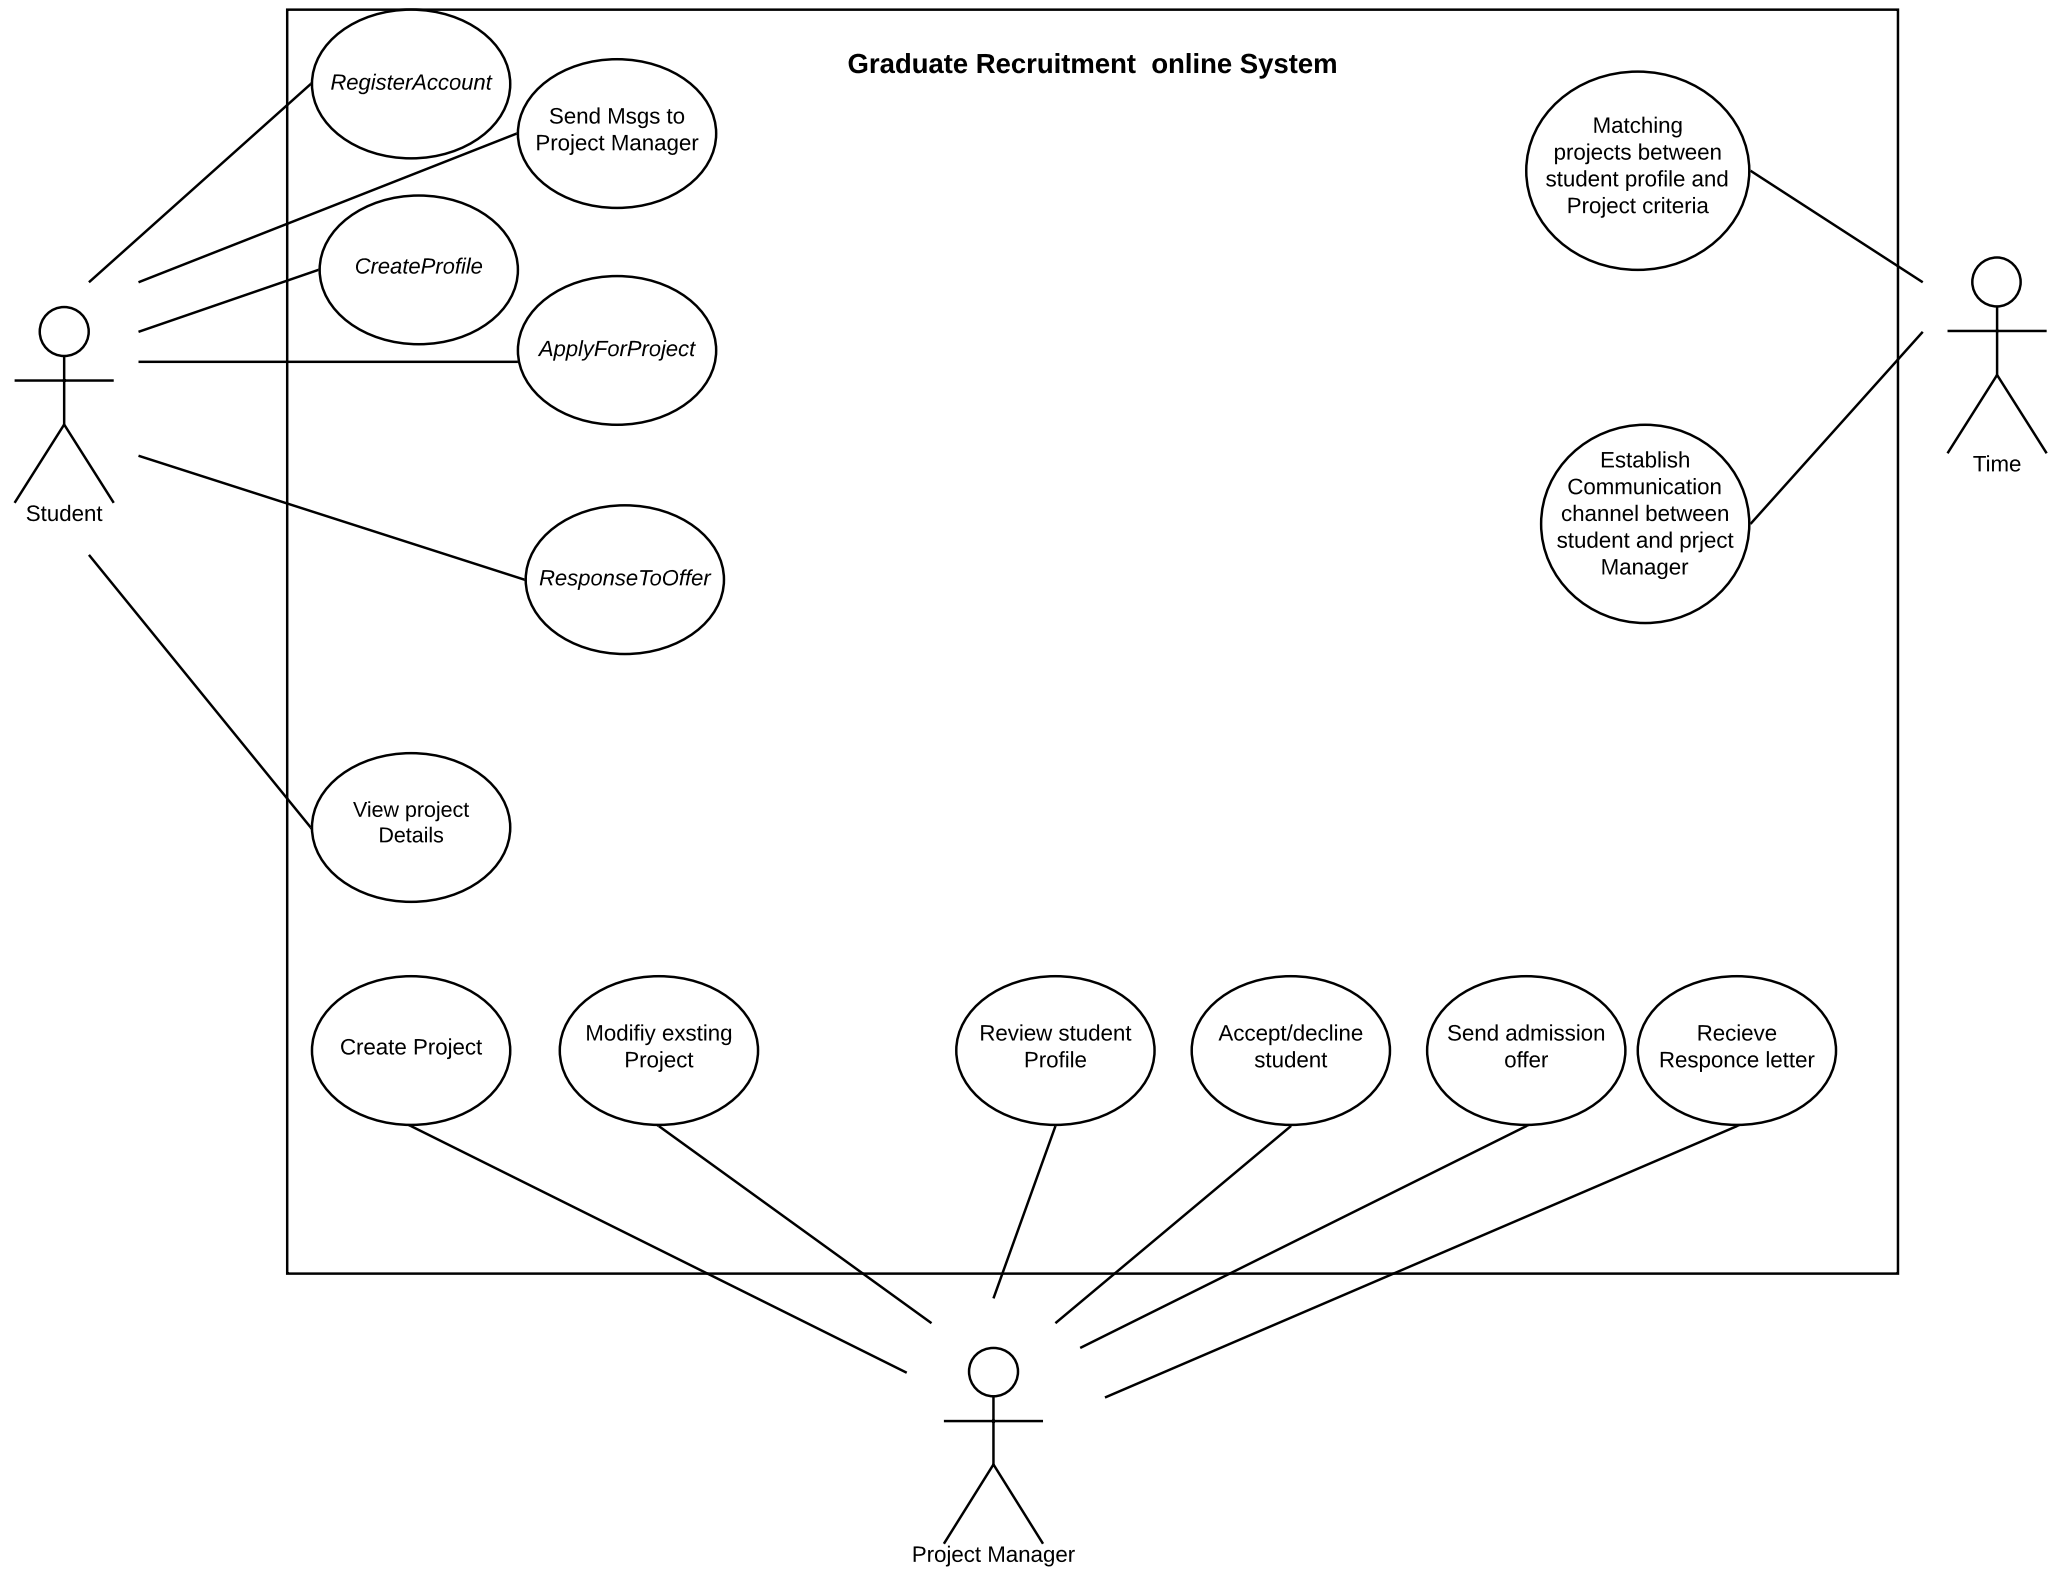 Graduate Recruitment  online System
RegisterAccount
Send Msgs to
Project Manager
CreateProfile
ApplyForProject
ResponseToOffer
View project
Details
Student
Matching
projects between
student profile and
Project criteria
Establish
Communication
channel between
student and prject
Manager
Time
Create Project
Modifiy exsting
Project
Review student
Profile
Accept/decline
student
Send admission
offer
Recieve
Responce letter
Project Manager